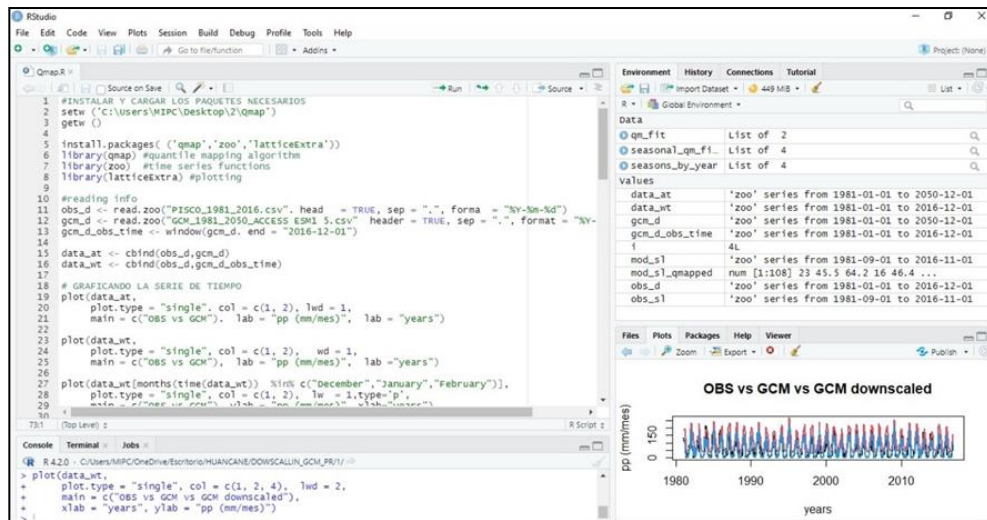 RStudio
File Edit Code View Plots Session Build Debug Profile Tools Help
Go to file/function
Addins
Project: (None)
Qmap.R
Source on Save
Run
Source
1 #INSTALAR Y CARGAR LOS PAQUETES NECESARIOS
2 setw ('C:\Users\MIPC\Desktop\2\Qmap')
3 getw ()
4
5 install.packages( ('qmap','zoo','latticeExtra'))
6 library(qmap) #quantile mapping algorithm
7 library(zoo) #time series functions
8 library(latticeExtra) #plotting
9
10 #reading info
11 obs_d <- read.zoo("PISCO_1981_2016.csv". head = TRUE, sep = ",", forma = "%Y-%m-%d")
12 gcm_d <- read.zoo("GCM_1981_2050_ACCESS ESM1 5.csv" header = TRUE, sep = ",", format = "%Y-
13 gcm_d_obs_time <- window(gcm_d. end = "2016-12-01")
14
15 data_at <- cbind(obs_d,gcm_d)
16 data_wt <- cbind(obs_d,gcm_d_obs_time)
17
18 # GRAFICANDO LA SERIE DE TIEMPO
19 plot(data_at,
20 plot.type = "single". col = c(1, 2), lwd = 1,
21 main = c("OBS vs GCM"). lab = "pp (mm/mes)", lab = "years")
22
23 plot(data_wt,
24 plot.type = "single", col = c(1, 2), wd = 1,
25 main = c("OBS vs GCM"), lab = "pp (mm/mes)", lab ="years")
26
27 plot(data_wt[months(time(data_wt)) %in% c("December","January","February")],
28 plot.type = "single", col = c(1, 2), lw = 1,type='p',
29 main = c("OBS vs GCM"), ylab = "pp (mm/mes)", xlab="years")
30
73:1 (Top Level) R Script
Console Terminal Jobs
R 4.2.0 · C:/Users/MIPC/OneDrive/Escritorio/HUANCANE/DOWSCALLIN_GCM_PR/1/
> plot(data_wt,
+ plot.type = "single", col = c(1, 2, 4), lwd = 2,
+ main = c("OBS vs GCM vs GCM downscaled"),
+ xlab = "years", ylab = "pp (mm/mes)")
>
Environment History Connections Tutorial
Import Dataset 449 MiB List
R Global Environment
Data
qm_fit List of 2
seasonal_qm_fi… List of 4
seasons_by_year List of 4
Values
data_at 'zoo' series from 1981-01-01 to 2050-12-01
data_wt 'zoo' series from 1981-01-01 to 2016-12-01
gcm_d 'zoo' series from 1981-01-01 to 2050-12-01
gcm_d_obs_time 'zoo' series from 1981-01-01 to 2016-12-01
i 4L
mod_sl 'zoo' series from 1981-09-01 to 2016-11-01
mod_sl_qmapped num [1:108] 23 45.5 64.2 16 46.4 ...
obs_d 'zoo' series from 1981-01-01 to 2016-12-01
obs_sl 'zoo' series from 1981-09-01 to 2016-11-01
Files Plots Packages Help Viewer
Zoom Export Publish
OBS vs GCM vs GCM downscaled
pp (mm/mes)
150
0
1980 1990 2000 2010
years